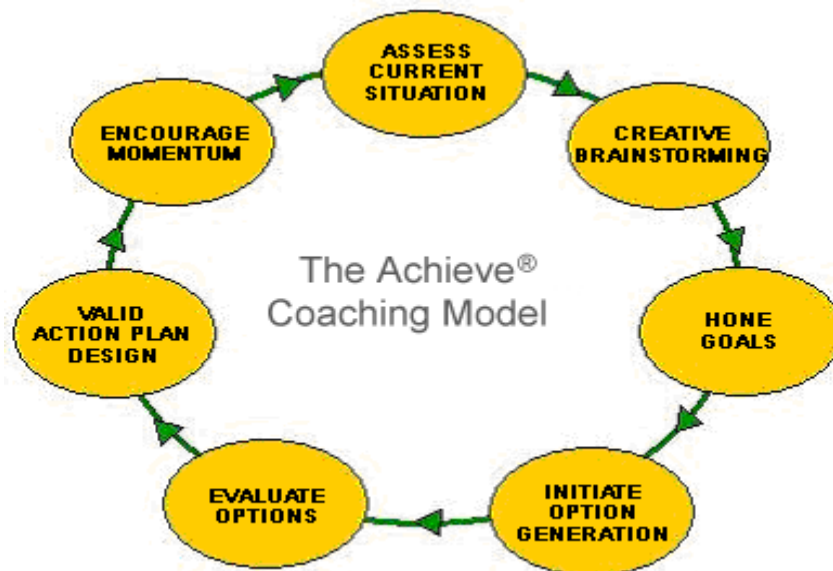 ASSESS
CURRENT
SITUATION
CREATIVE
BRAINSTORMING
HONE
GOALS
INITIATE
OPTION
GENERATION
EVALUATE
OPTIONS
VALID
ACTION PLAN
DESIGN
ENCOURAGE
MOMENTUM
The Achieve®
Coaching Model